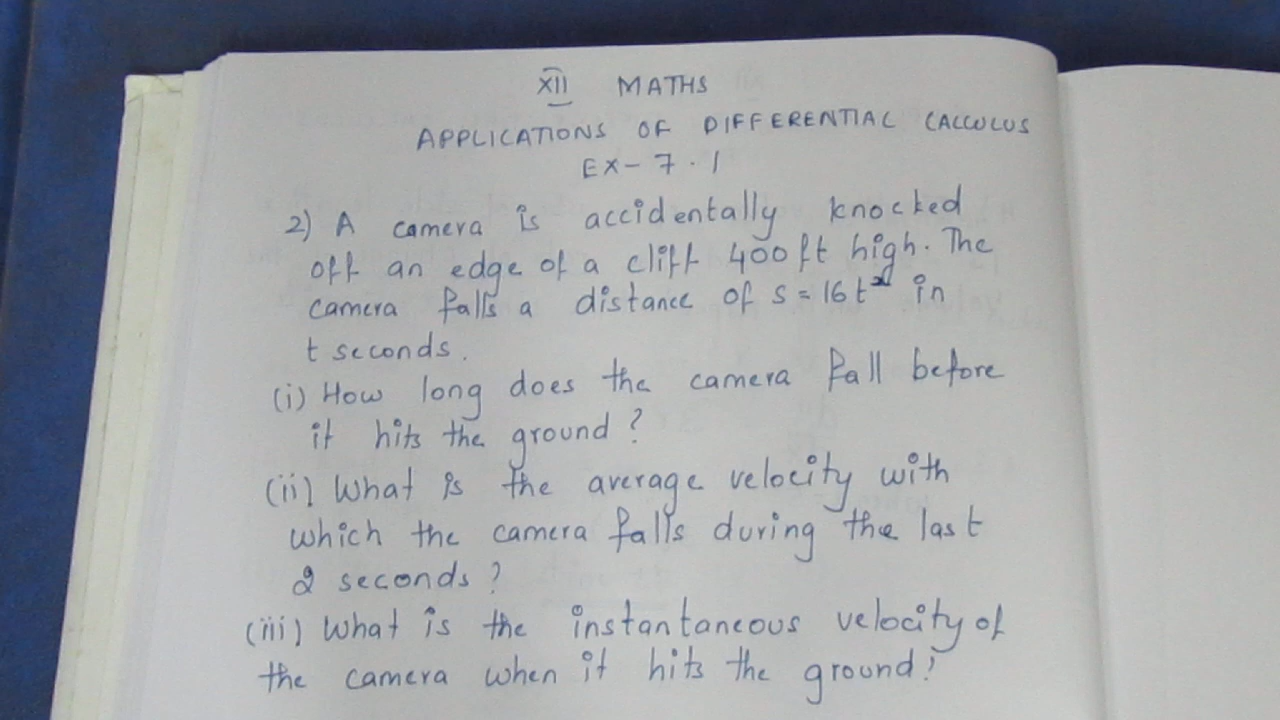 XII MATHS
APPLICATIONS OF DIFFERENTIAL CALCULUS
EX- 7.1
2) A camera is accidentally knocked
off an edge of a cliff 400 ft high. The
camera falls a distance of s = 16t² in
t seconds.
(i) How long does the camera fall before
it hits the ground?
(ii) What is the average velocity with
which the camera falls during the last
2 seconds?
(iii) What is the instantaneous velocity of
the camera when it hits the ground?